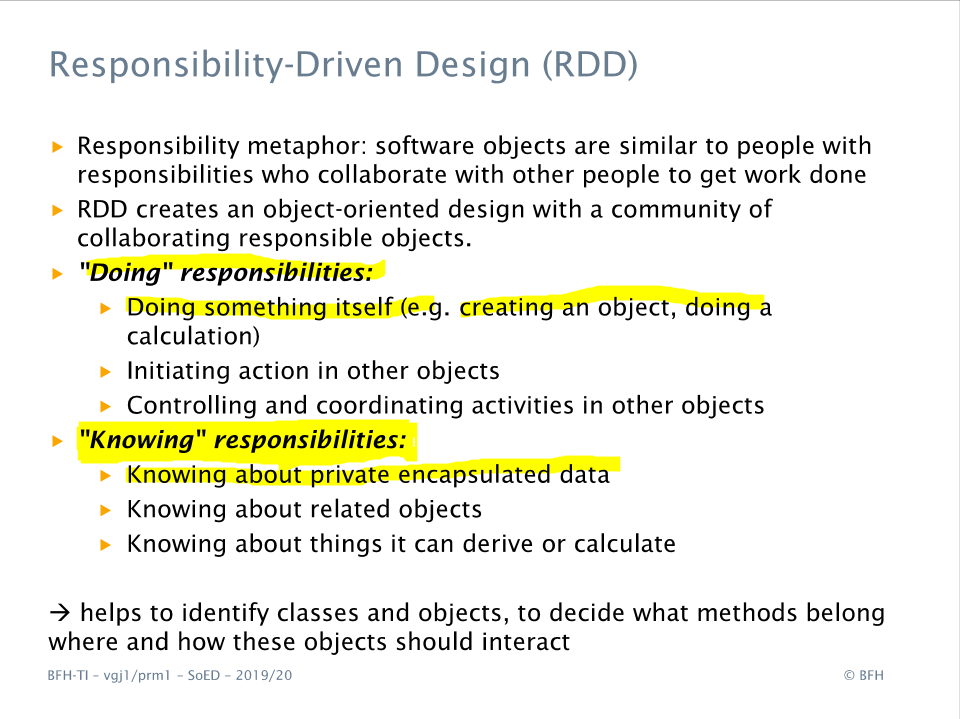 Responsibility-Driven Design (RDD)
Responsibility metaphor: software objects are similar to people with
responsibilities who collaborate with other people to get work done
RDD creates an object-oriented design with a community of
collaborating responsible objects.
"Doing" responsibilities:
Doing something itself (e.g. creating an object, doing a
calculation)
Initiating action in other objects
Controlling and coordinating activities in other objects
"Knowing" responsibilities:
Knowing about private encapsulated data
Knowing about related objects
Knowing about things it can derive or calculate
→ helps to identify classes and objects, to decide what methods belong
where and how these objects should interact
BFH-TI – vgj1/prm1 – SoED – 2019/20
© BFH